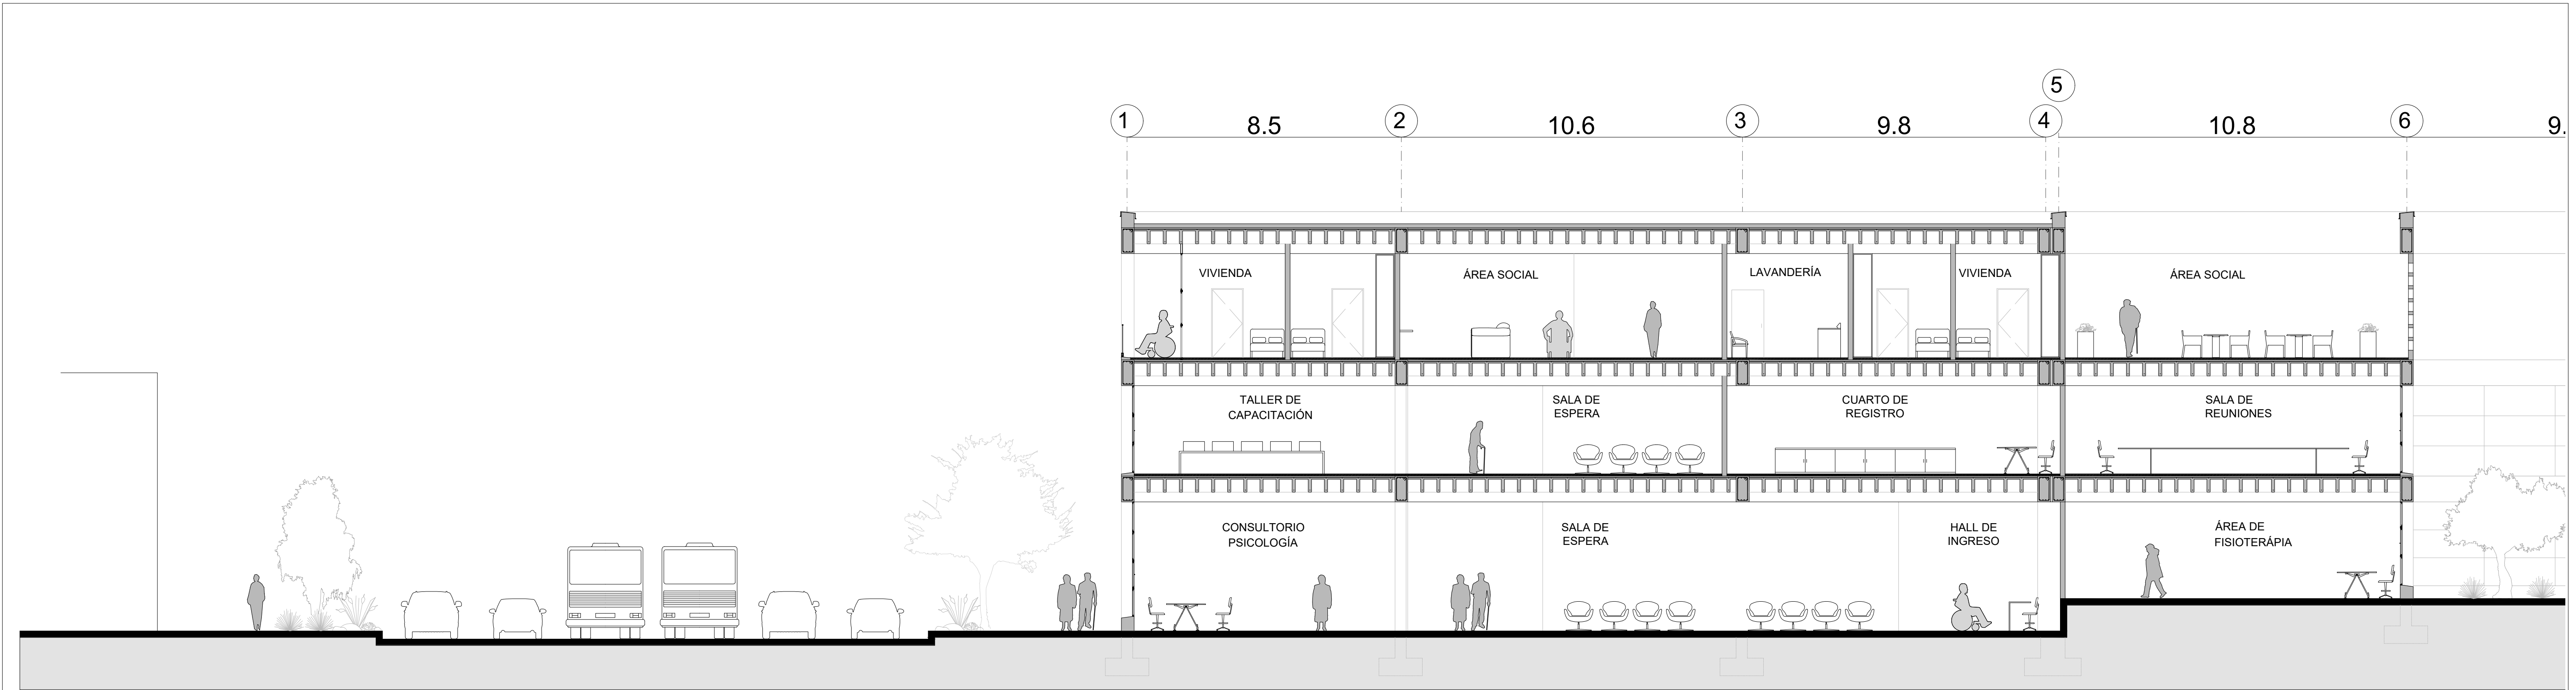 5
1
8.5
2
10.6
3
9.8
4
10.8
6
9.
VIVIENDA
ÁREA SOCIAL
LAVANDERÍA
VIVIENDA
ÁREA SOCIAL
TALLER DE
CAPACITACIÓN
SALA DE
ESPERA
CUARTO DE
REGISTRO
SALA DE
REUNIONES
CONSULTORIO
PSICOLOGÍA
SALA DE
ESPERA
HALL DE
INGRESO
ÁREA DE
FISIOTERÁPIA